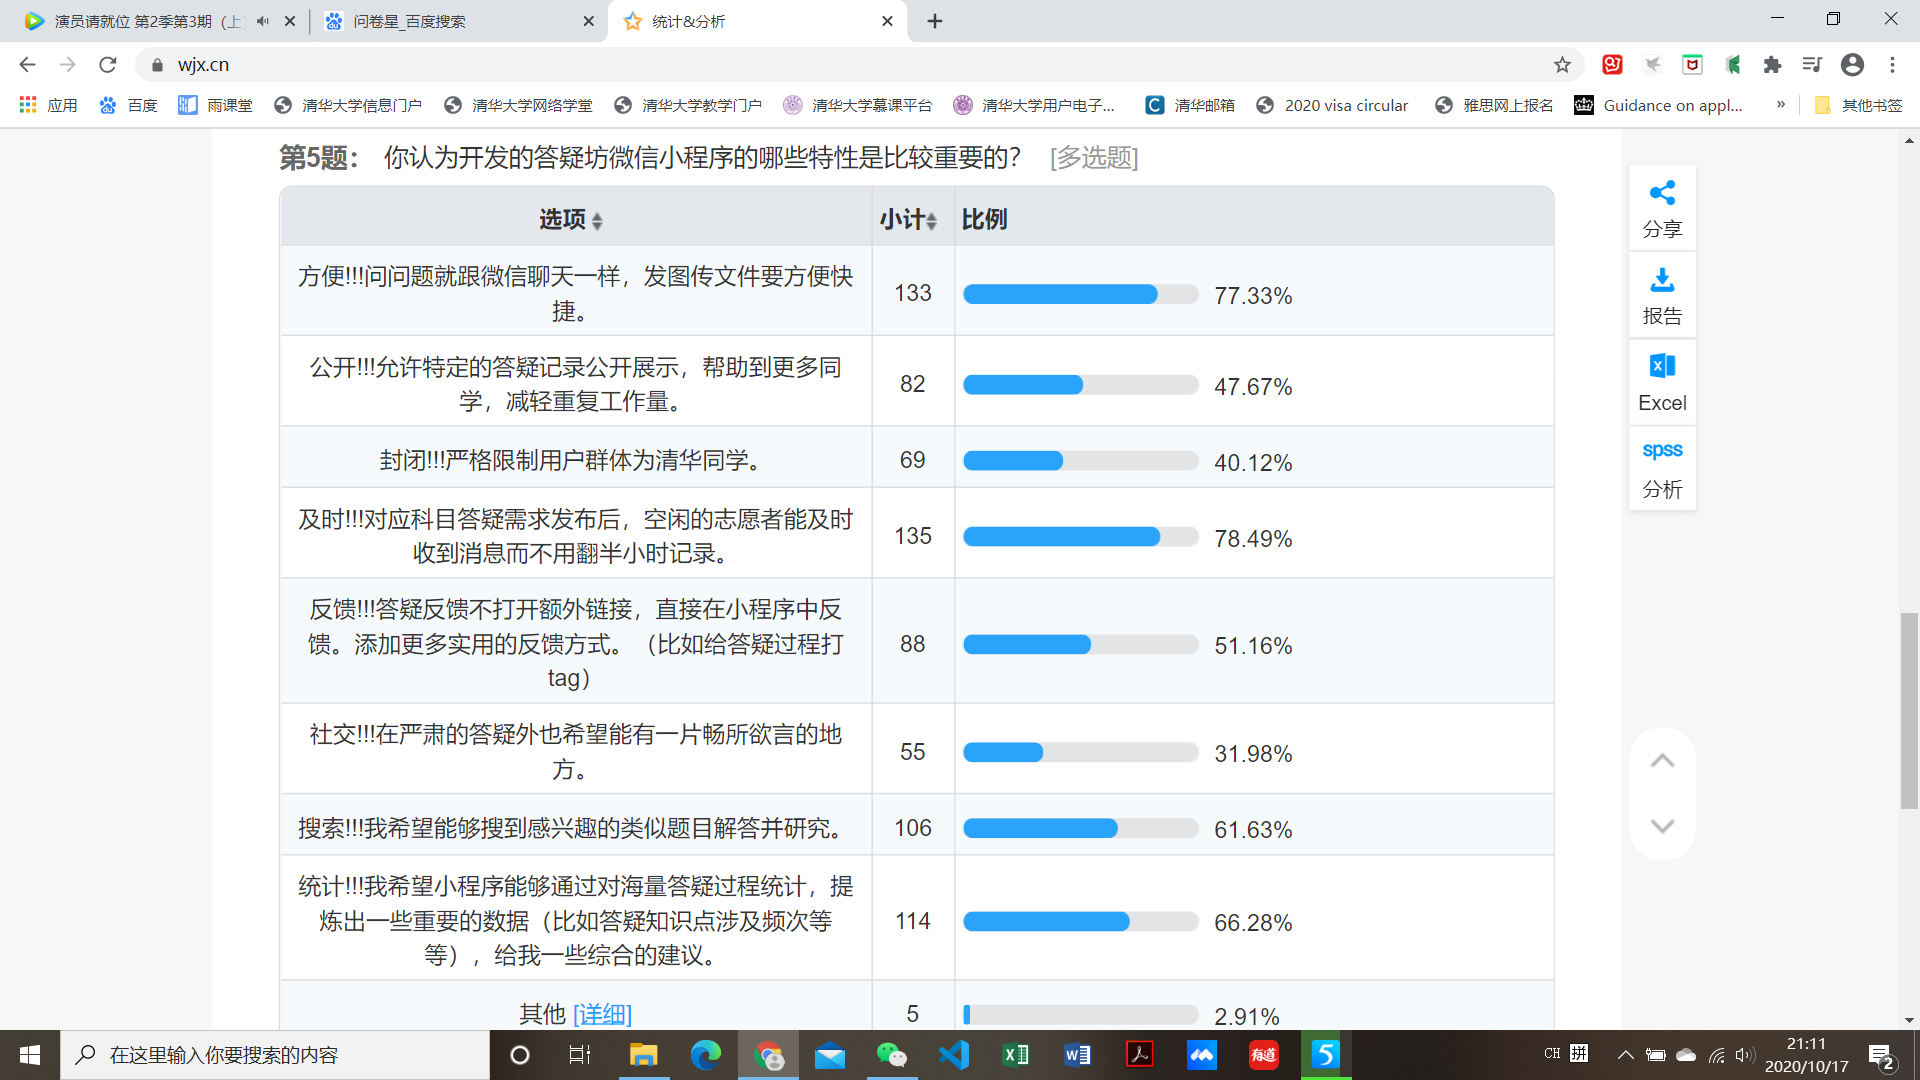 演员请就位 第2季第3期（上
问卷星_百度搜索
统计&分析
wjx.cn
应用
百度
雨课堂
清华大学信息门户
清华大学网络学堂
清华大学教学门户
清华大学慕课平台
清华大学用户电子...
清华邮箱
2020 visa circular
雅思网上报名
Guidance on appl...
»
其他书签
第5题： 你认为开发的答疑坊微信小程序的哪些特性是比较重要的？ [多选题]
选项 小计 比例
方便!!!问问题就跟微信聊天一样，发图传文件要方便快
捷。
133
77.33%
公开!!!允许特定的答疑记录公开展示，帮助到更多同
学，减轻重复工作量。
82
47.67%
封闭!!!严格限制用户群体为清华同学。
69
40.12%
及时!!!对应科目答疑需求发布后，空闲的志愿者能及时
收到消息而不用翻半小时记录。
135
78.49%
反馈!!!答疑反馈不打开额外链接，直接在小程序中反
馈。添加更多实用的反馈方式。（比如给答疑过程打
tag）
88
51.16%
社交!!!在严肃的答疑外也希望能有一片畅所欲言的地
方。
55
31.98%
搜索!!!我希望能够搜到感兴趣的类似题目解答并研究。
106
61.63%
统计!!!我希望小程序能够通过对海量答疑过程统计，提
炼出一些重要的数据（比如答疑知识点涉及频次等
等），给我一些综合的建议。
114
66.28%
其他 [详细]
5
2.91%
分享
报告
Excel
spss
分析
在这里输入你要搜索的内容
有道
5
CH
拼
21:11
2020/10/17
2